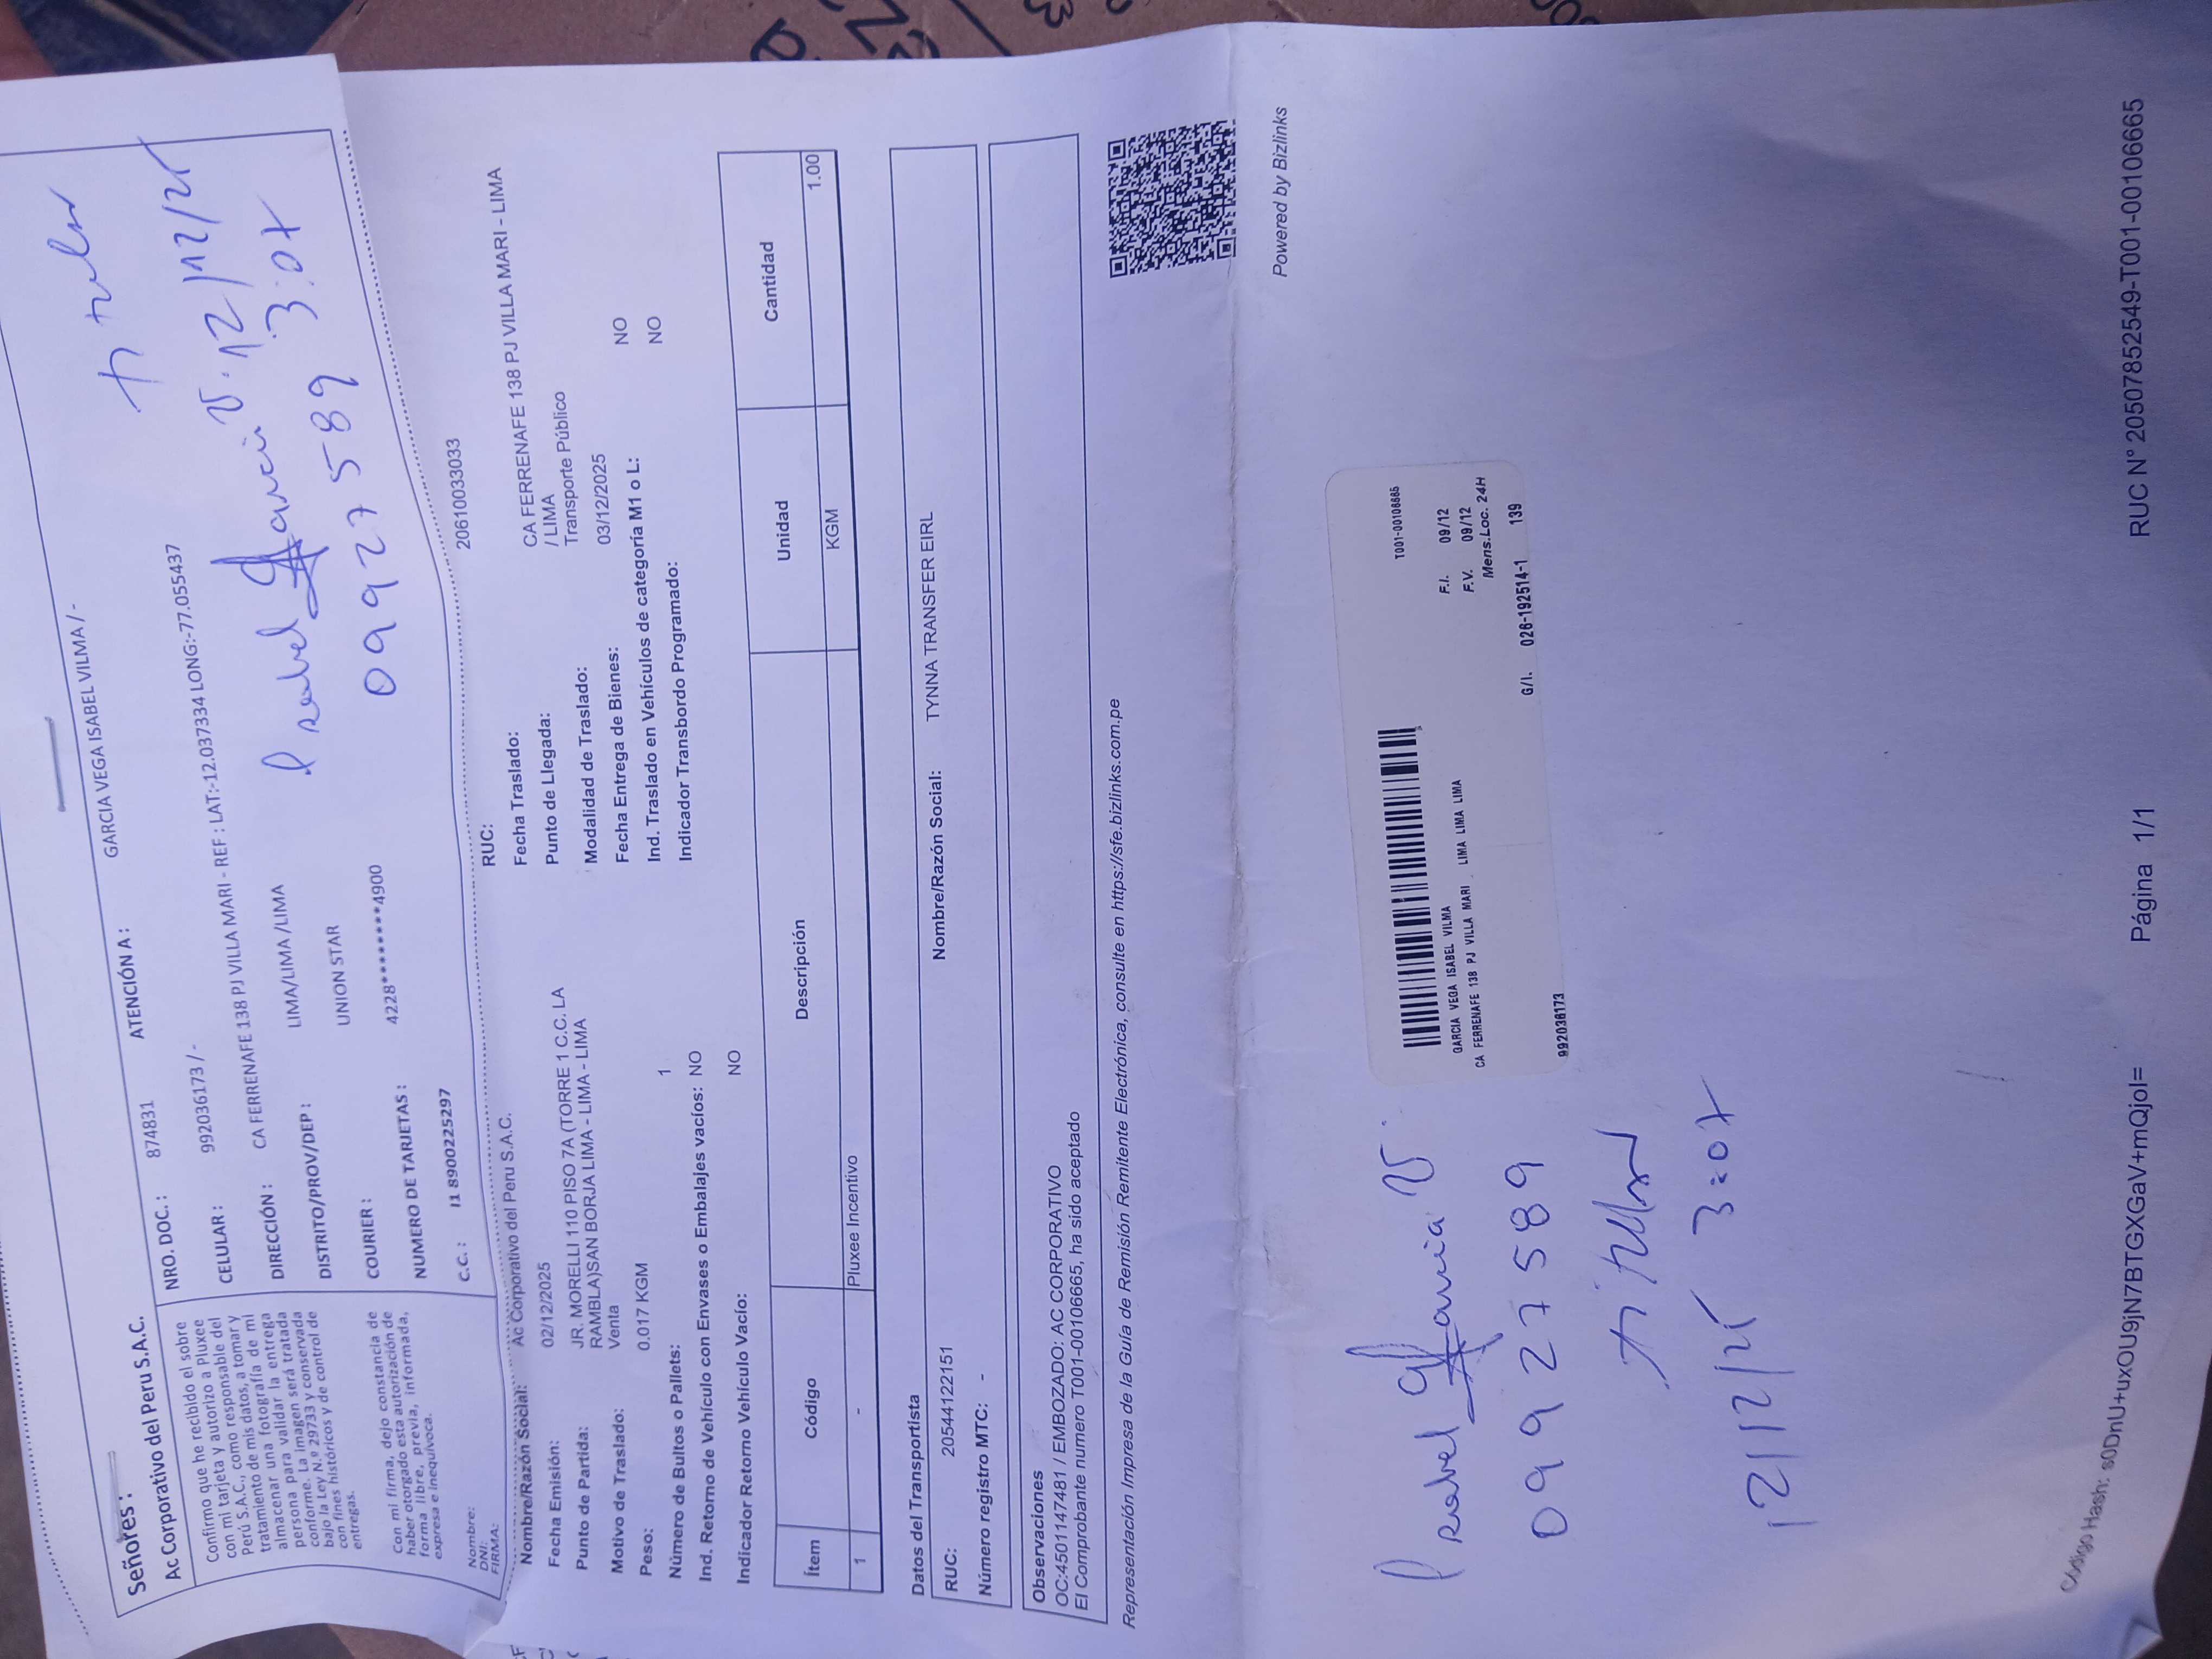 Señores :
Ac Corporativo del Peru S.A.C.
Confirmo que he recibido el sobre
con mi tarjeta y autorizo a Pluxee
Perú S.A.C., como responsable del
tratamiento de mis datos, a tomar y
almacenar una fotografía de mi
persona para validar la entrega
conforme. La imagen será tratada
bajo la Ley N.º 29733 y conservada
con fines históricos y de control de
entregas.
Con mi firma, dejo constancia de
haber otorgado esta autorización de
forma libre, previa, informada,
expresa e inequívoca.
Nombre:
DNI:
FIRMA:
NRO. DOC. : 874831 ATENCIÓN A : GARCIA VEGA ISABEL VILMA / -
CELULAR : 992036173 / -
DIRECCIÓN : CA FERRENAFE 138 PJ VILLA MARI - REF : LAT:-12.037334 LONG:-77.055437
DISTRITO/PROV/DEP : LIMA/LIMA /LIMA
COURIER : UNION STAR
NUMERO DE TARJETAS : 4228********4900
C.C. : I1 8900225297
titular
Isabel Garcia V. 12/12/25
3:07
09927589
Nombre/Razón Social: Ac Corporativo del Peru S.A.C.
RUC: 20610033033
Fecha Emisión: 02/12/2025
Fecha Traslado:
Punto de Partida: JR. MORELLI 110 PISO 7A (TORRE 1 C.C. LA
RAMBLA)SAN BORJA LIMA - LIMA - LIMA
Punto de Llegada: CA FERRENAFE 138 PJ VILLA MARI - LIMA
/ LIMA
Motivo de Traslado: Venta
Modalidad de Traslado: Transporte Público
Peso: 0.017 KGM
Fecha Entrega de Bienes: 03/12/2025
Número de Bultos o Pallets: 1
Ind. Traslado en Vehículos de categoría M1 o L: NO
Ind. Retorno de Vehículo con Envases o Embalajes vacíos: NO
Indicador Transbordo Programado: NO
Indicador Retorno Vehículo Vacío: NO
Ítem Código Descripción Unidad Cantidad
1 - Pluxee Incentivo KGM 1.00
Datos del Transportista
RUC: 20544122151 Nombre/Razón Social: TYNNA TRANSFER EIRL
Número registro MTC: -
Observaciones
OC:4501147481 / EMBOZADO: AC CORPORATIVO
El Comprobante numero T001-00106665, ha sido aceptado
Representación Impresa de la Guía de Remisión Remitente Electrónica, consulte en https://sfe.bizlinks.com.pe
Powered by Bizlinks
T001-00106665
GARCIA VEGA ISABEL VILMA
CA FERRENAFE 138 PJ VILLA MARI . LIMA LIMA LIMA
F.I. 09/12
F.V. 09/12
Mens.Loc. 24H
G/I. 026-192514-1 139
992036173
Isabel Garcia V.
09927589
titular
12/12/25 3:07
Código Hash: s0DnU+uxOU9jN7BTGXGaV+mQjoI= Página 1/1 RUC N° 20507852549-T001-00106665